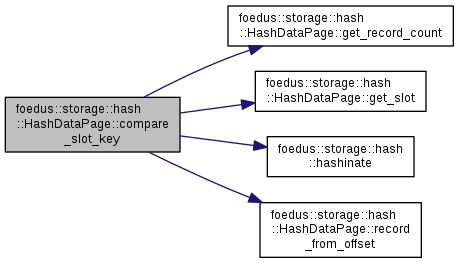 foedus::storage::hash
::HashDataPage::compare
_slot_key
foedus::storage::hash
::HashDataPage::get_record_count
foedus::storage::hash
::HashDataPage::get_slot
foedus::storage::hash
::hashinate
foedus::storage::hash
::HashDataPage::record
_from_offset